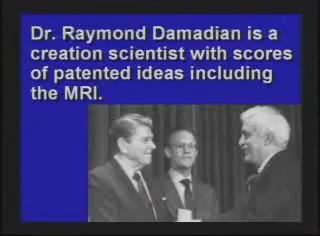 Dr. Raymond Damadian is a
creation scientist with scores
of patented ideas including
the MRI.